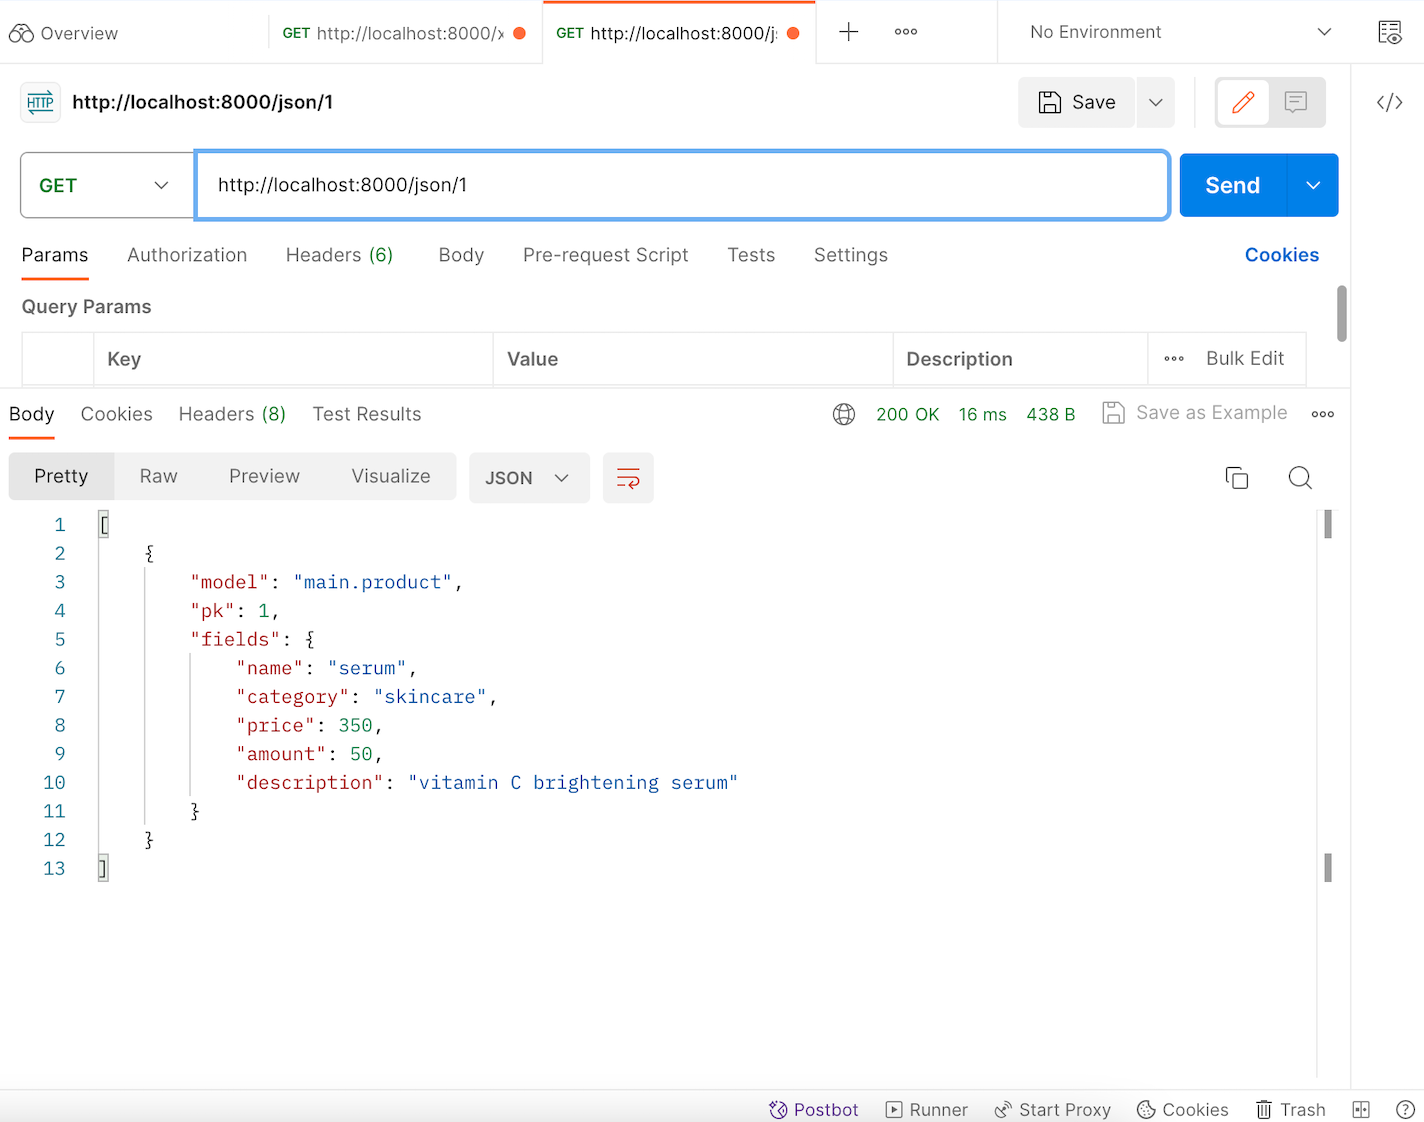 Overview GET http://localhost:8000/x GET http://localhost:8000/j No Environment
HTTP http://localhost:8000/json/1 Save
GET http://localhost:8000/json/1 Send
Params Authorization Headers (6) Body Pre-request Script Tests Settings Cookies
Query Params
Key Value Description Bulk Edit
Body Cookies Headers (8) Test Results 200 OK 16 ms 438 B Save as Example
Pretty Raw Preview Visualize JSON
1 [
2 {
3 "model": "main.product",
4 "pk": 1,
5 "fields": {
6 "name": "serum",
7 "category": "skincare",
8 "price": 350,
9 "amount": 50,
10 "description": "vitamin C brightening serum"
11 }
12 }
13 ]
Postbot Runner Start Proxy Cookies Trash